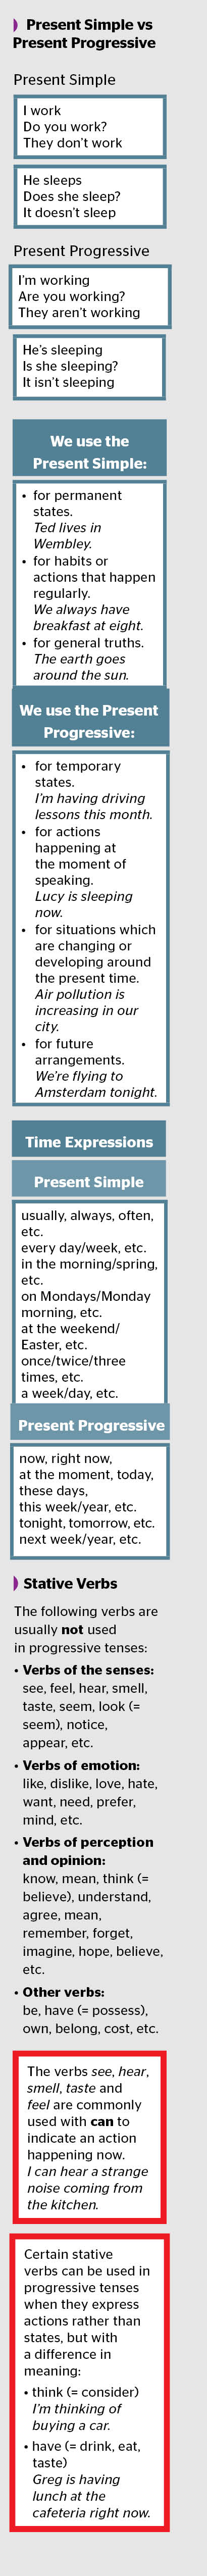 Present Simple vs
Present Progressive
Present Simple
I work
Do you work?
They don't work
He sleeps
Does she sleep?
It doesn't sleep
Present Progressive
I'm working
Are you working?
They aren't working
He's sleeping
Is she sleeping?
It isn't sleeping
We use the
Present Simple:
• for permanent
states.
Ted lives in
Wembley.
• for habits or
actions that happen
regularly.
We always have
breakfast at eight.
• for general truths.
The earth goes
around the sun.
We use the Present
Progressive:
• for temporary
states.
I'm having driving
lessons this month.
• for actions
happening at
the moment of
speaking.
Lucy is sleeping
now.
• for situations which
are changing or
developing around
the present time.
Air pollution is
increasing in our
city.
• for future
arrangements.
We're flying to
Amsterdam tonight.
Time Expressions
Present Simple
usually, always, often,
etc.
every day/week, etc.
in the morning/spring,
etc.
on Mondays/Monday
morning, etc.
at the weekend/
Easter, etc.
once/twice/three
times, etc.
a week/day, etc.
Present Progressive
now, right now,
at the moment, today,
these days,
this week/year, etc.
tonight, tomorrow, etc.
next week/year, etc.
Stative Verbs
The following verbs are
usually not used
in progressive tenses:
• Verbs of the senses:
see, feel, hear, smell,
taste, seem, look (=
seem), notice,
appear, etc.
• Verbs of emotion:
like, dislike, love, hate,
want, need, prefer,
mind, etc.
• Verbs of perception
and opinion:
know, mean, think (=
believe), understand,
agree, mean,
remember, forget,
imagine, hope, believe,
etc.
• Other verbs:
be, have (= possess),
own, belong, cost, etc.
The verbs see, hear,
smell, taste and
feel are commonly
used with can to
indicate an action
happening now.
I can hear a strange
noise coming from
the kitchen.
Certain stative
verbs can be used in
progressive tenses
when they express
actions rather than
states, but with
a difference in
meaning:
• think (= consider)
I'm thinking of
buying a car.
• have (= drink, eat,
taste)
Greg is having
lunch at the
cafeteria right now.